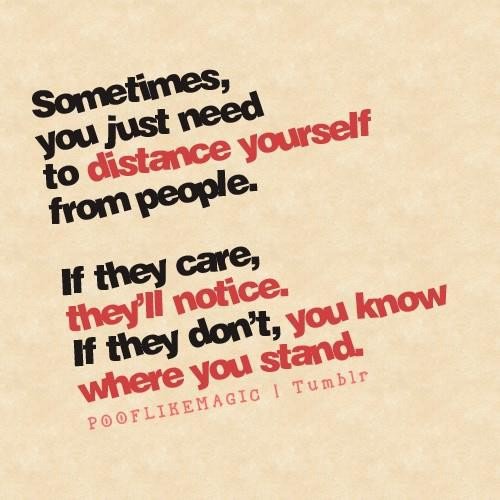 Sometimes,
you just need
to distance yourself
from people.
If they care,
they'll notice.
If they don't, you know
where you stand.
POOFLIKEMAGIC | Tumblr